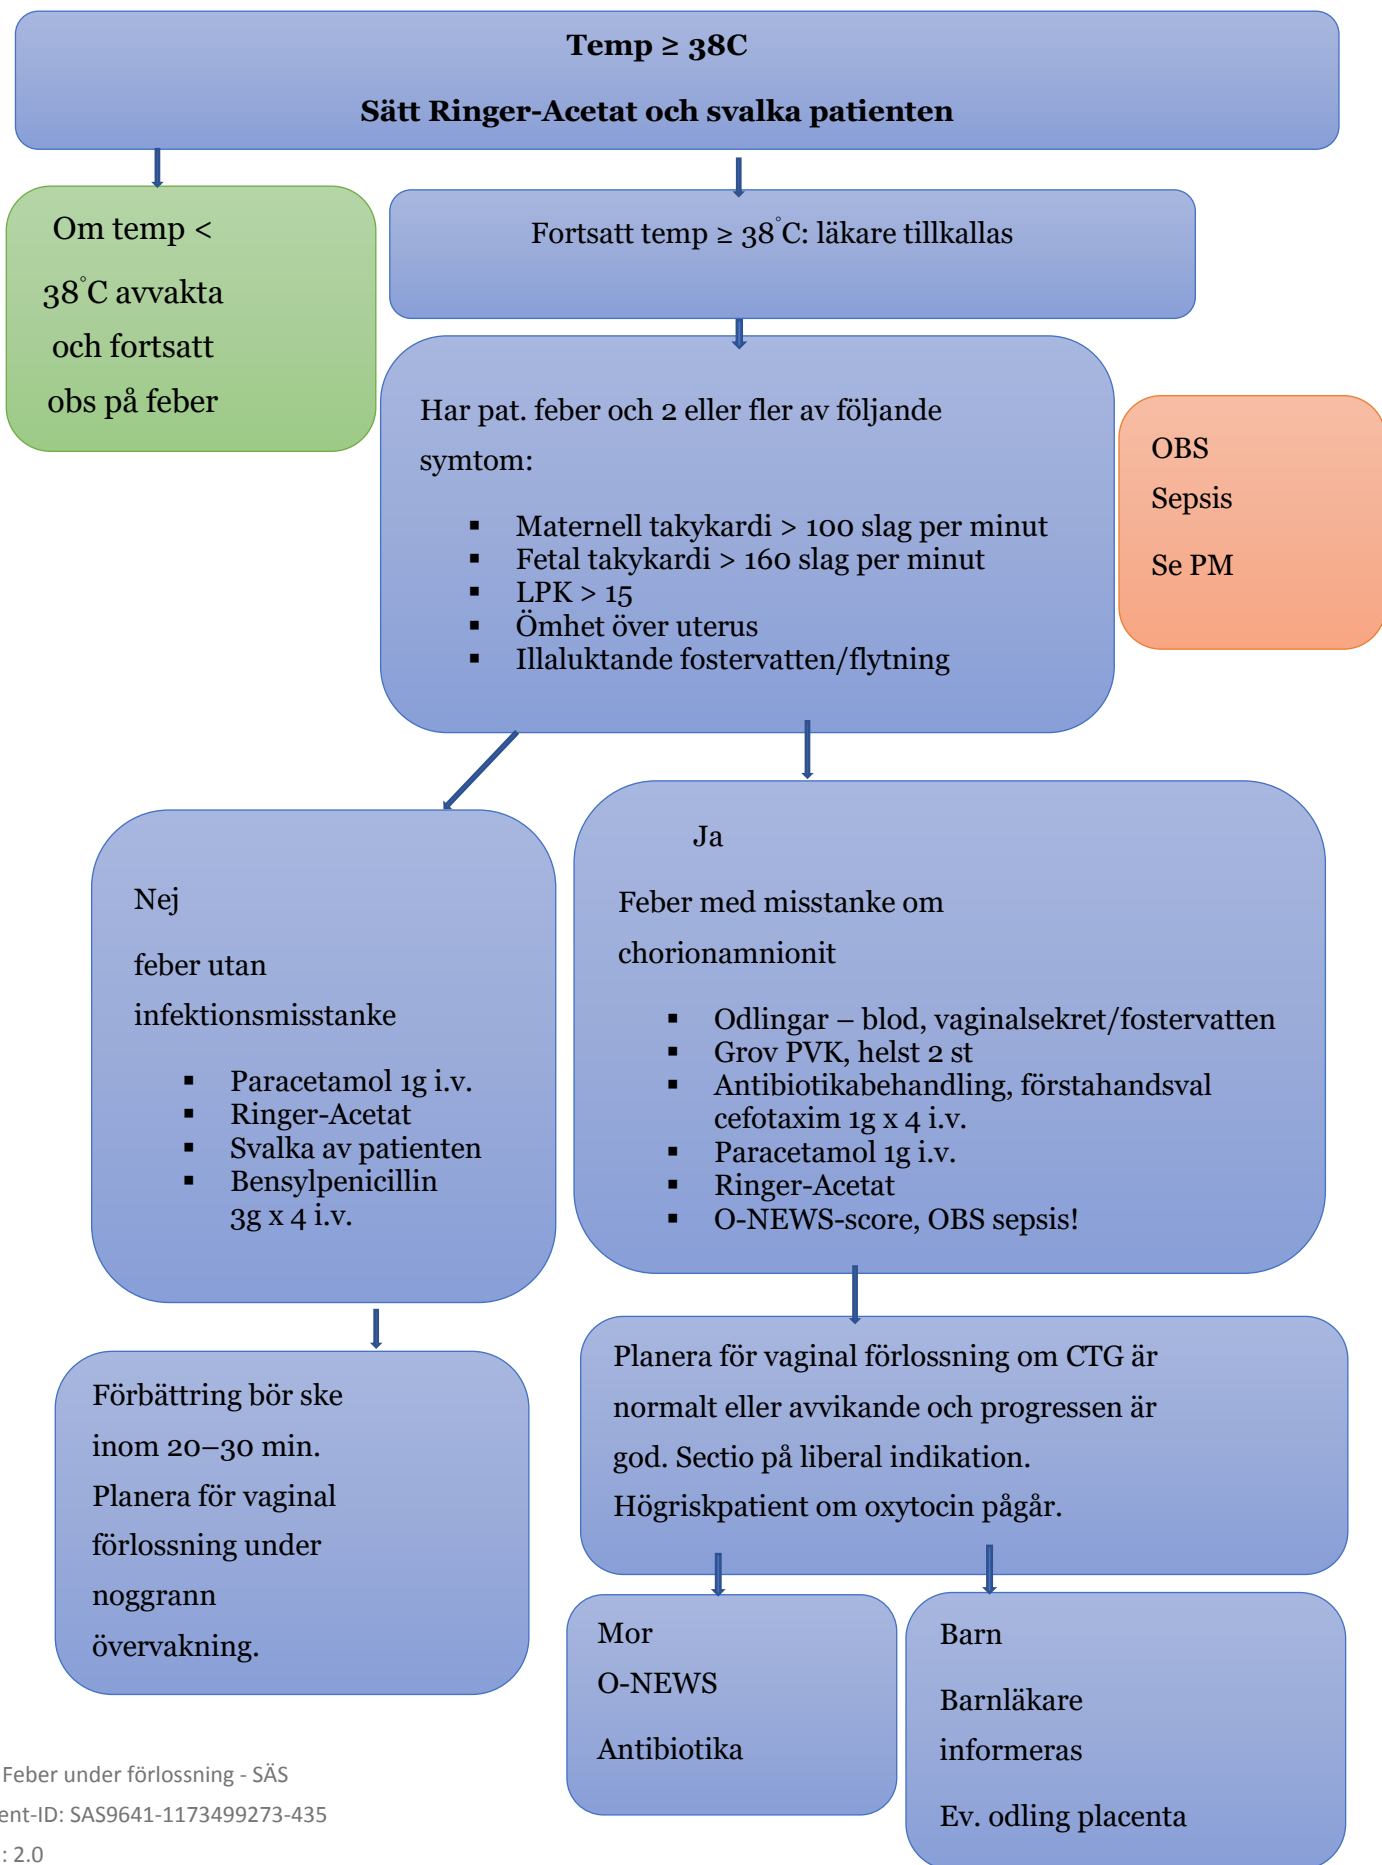 Temp ≥ 38C
Sätt Ringer-Acetat och svalka patienten
Om temp <
38°C avvakta
och fortsatt
obs på feber
Fortsatt temp ≥ 38°C: läkare tillkallas
Har pat. feber och 2 eller fler av följande
symtom:
▪ Maternell takykardi > 100 slag per minut
▪ Fetal takykardi > 160 slag per minut
▪ LPK > 15
▪ Ömhet över uterus
▪ Illaluktande fostervatten/flytning
OBS
Sepsis
Se PM
Nej
feber utan
infektionsmisstanke
▪ Paracetamol 1g i.v.
▪ Ringer-Acetat
▪ Svalka av patienten
▪ Bensylpenicillin
3g x 4 i.v.
Ja
Feber med misstanke om
chorionamnionit
▪ Odlingar – blod, vaginalsekret/fostervatten
▪ Grov PVK, helst 2 st
▪ Antibiotikabehandling, förstahandsval
cefotaxim 1g x 4 i.v.
▪ Paracetamol 1g i.v.
▪ Ringer-Acetat
▪ O-NEWS-score, OBS sepsis!
Förbättring bör ske
inom 20–30 min.
Planera för vaginal
förlossning under
noggrann
övervakning.
Planera för vaginal förlossning om CTG är
normalt eller avvikande och progressen är
god. Sectio på liberal indikation.
Högriskpatient om oxytocin pågår.
Mor
O-NEWS
Antibiotika
Barn
Barnläkare
informeras
Ev. odling placenta
Feber under förlossning - SÄS
ent-ID: SAS9641-1173499273-435
: 2.0